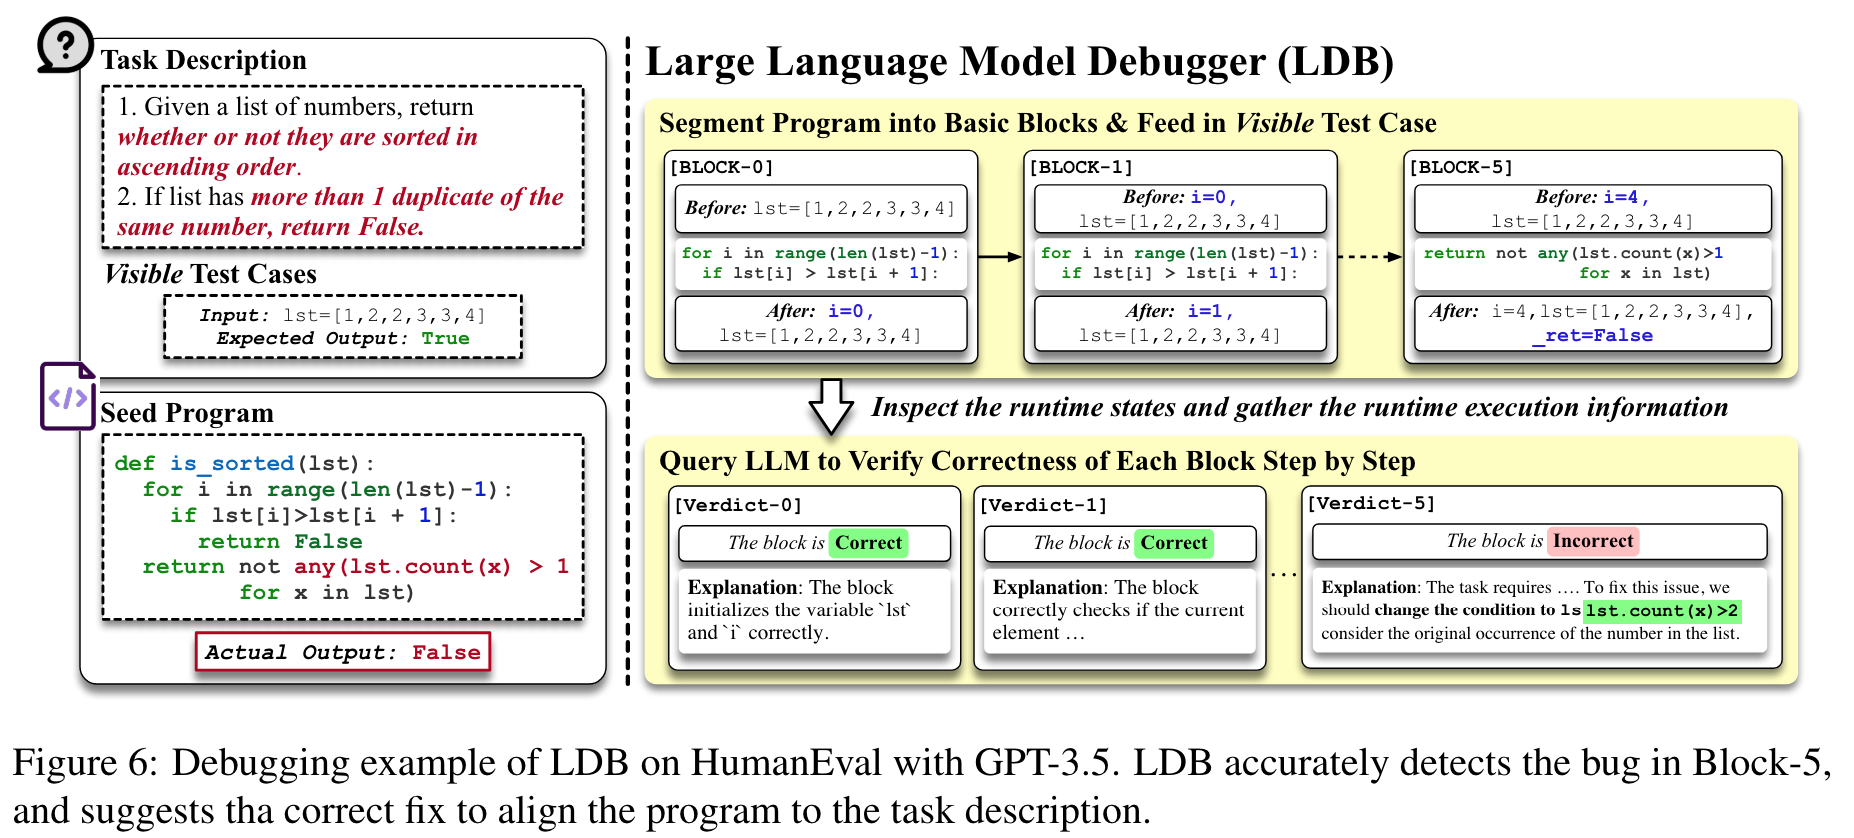 Task Description
1. Given a list of numbers, return
whether or not they are sorted in
ascending order.
2. If list has more than 1 duplicate of the
same number, return False.
Visible Test Cases
Input: lst=[1,2,2,3,3,4]
Expected Output: True
</>
Seed Program
def is_sorted(lst):
for i in range(len(lst)-1):
if lst[i]>lst[i + 1]:
return False
return not any(lst.count(x) > 1
for x in lst)
Actual Output: False
Large Language Model Debugger (LDB)
Segment Program into Basic Blocks & Feed in Visible Test Case
[BLOCK-0]
Before: lst=[1,2,2,3,3,4]
for i in range(len(lst)-1):
if lst[i] > lst[i + 1]:
After: i=0,
lst=[1,2,2,3,3,4]
[BLOCK-1]
Before: i=0,
lst=[1,2,2,3,3,4]
for i in range(len(lst)-1):
if lst[i] > lst[i + 1]:
After: i=1,
lst=[1,2,2,3,3,4]
[BLOCK-5]
Before: i=4,
lst=[1,2,2,3,3,4]
return not any(lst.count(x)>1
for x in lst)
After: i=4,lst=[1,2,2,3,3,4],
_ret=False
Inspect the runtime states and gather the runtime execution information
Query LLM to Verify Correctness of Each Block Step by Step
[Verdict-0]
The block is Correct
Explanation: The block
initializes the variable `lst`
and `i` correctly.
[Verdict-1]
The block is Correct
Explanation: The block
correctly checks if the current
element …
...
[Verdict-5]
The block is Incorrect
Explanation: The task requires …. To fix this issue, we
should change the condition to ls lst.count(x)>2
consider the original occurrence of the number in the list.
Figure 6: Debugging example of LDB on HumanEval with GPT-3.5. LDB accurately detects the bug in Block-5,
and suggests tha correct fix to align the program to the task description.